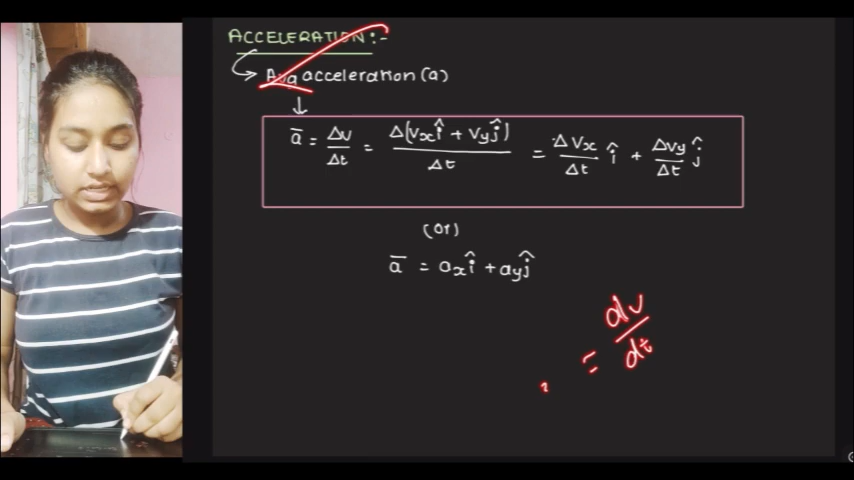 ACCELERATION :-
Avg acceleration (a)
ā = Δv/Δt = Δ(vxî + vyĵ)/Δt = ΔVx/Δt î + Δvy/Δt ĵ
(or)
ā = axî + ayĵ
= dv/dt